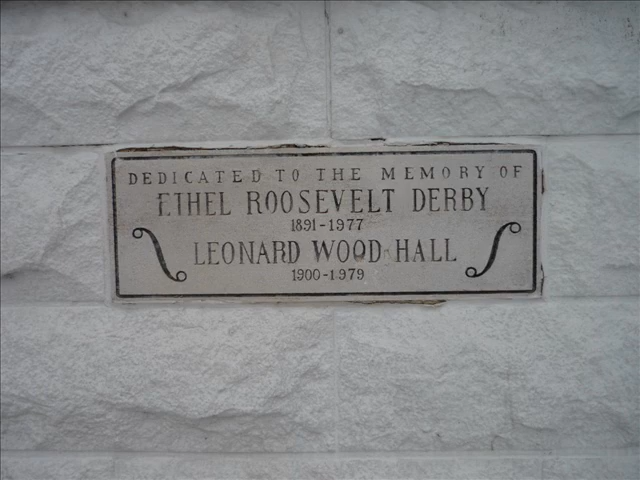 DEDICATED TO THE MEMORY OF
ETHEL ROOSEVELT DERBY
1891-1977
LEONARD WOOD HALL
1900-1979